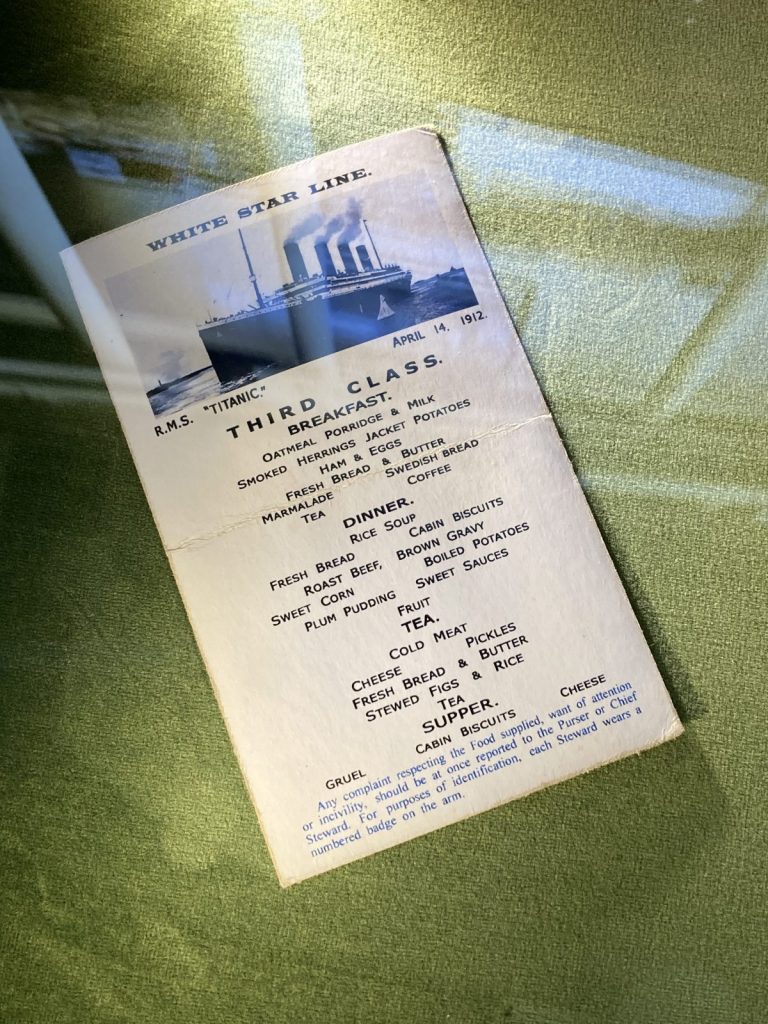 WHITE STAR LINE.
R.M.S. "TITANIC." APRIL 14, 1912.
THIRD CLASS.
BREAKFAST.
OATMEAL PORRIDGE & MILK
SMOKED HERRINGS JACKET POTATOES
HAM & EGGS
FRESH BREAD & BUTTER
MARMALADE SWEDISH BREAD
TEA COFFEE
DINNER.
RICE SOUP
FRESH BREAD CABIN BISCUITS
ROAST BEEF, BROWN GRAVY
SWEET CORN BOILED POTATOES
PLUM PUDDING SWEET SAUCES
FRUIT
TEA.
COLD MEAT
CHEESE PICKLES
FRESH BREAD & BUTTER
STEWED FIGS & RICE
TEA
SUPPER.
GRUEL CABIN BISCUITS CHEESE
Any complaint respecting the Food supplied, want of attention
or incivility, should be at once reported to the Purser or Chief
Steward. For purposes of identification, each Steward wears a
numbered badge on the arm.